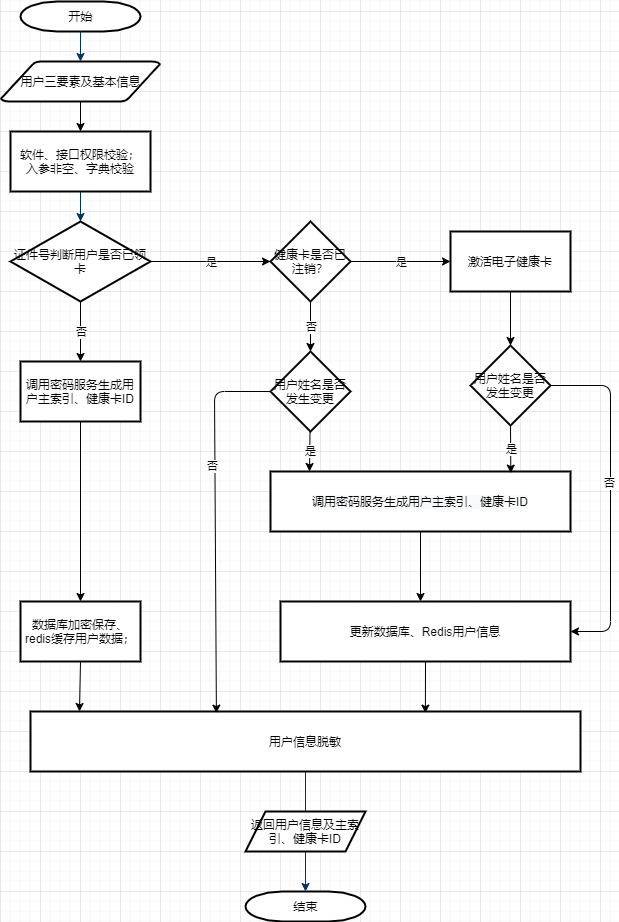 开始
用户三要素及基本信息
软件、接口权限校验；
入参非空、字典校验
证件号判断用户是否已领
卡
是
健康卡是否已
注销？
是
激活电子健康卡
否
否
调用密码服务生成用
户主索引、健康卡ID
用户姓名是否
发生变更
用户姓名是否
发生变更
否
是
是
否
调用密码服务生成用户主索引、健康卡ID
数据库加密保存、
redis缓存用户数据；
更新数据库、Redis用户信息
用户信息脱敏
返回用户信息及主索
引、健康卡ID
结束